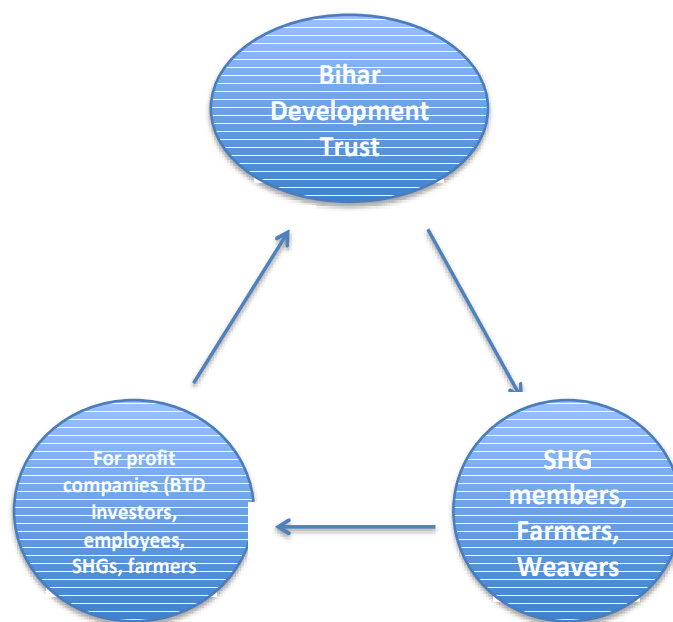 Bihar
Development
Trust
For profit
companies (BTD
investors,
employees,
SHGs, farmers
SHG
members,
Farmers,
Weavers